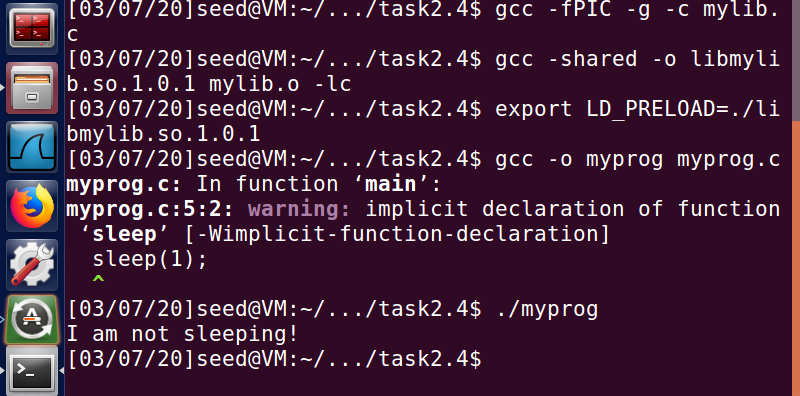 [03/07/20]seed@VM:~/.../task2.4$ gcc -fPIC -g -c mylib.
c
[03/07/20]seed@VM:~/.../task2.4$ gcc -shared -o libmyli
b.so.1.0.1 mylib.o -lc
[03/07/20]seed@VM:~/.../task2.4$ export LD_PRELOAD=./li
bmylib.so.1.0.1
[03/07/20]seed@VM:~/.../task2.4$ gcc -o myprog myprog.c
myprog.c: In function ‘main’:
myprog.c:5:2: warning: implicit declaration of function
 ‘sleep’ [-Wimplicit-function-declaration]
  sleep(1);
  ^
[03/07/20]seed@VM:~/.../task2.4$ ./myprog
I am not sleeping!
[03/07/20]seed@VM:~/.../task2.4$